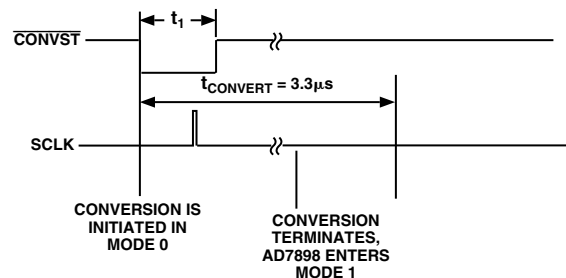 t1
CONVST
tCONVERT = 3.3µs
SCLK
CONVERSION IS
INITIATED IN
MODE 0
CONVERSION
TERMINATES,
AD7898 ENTERS
MODE 1